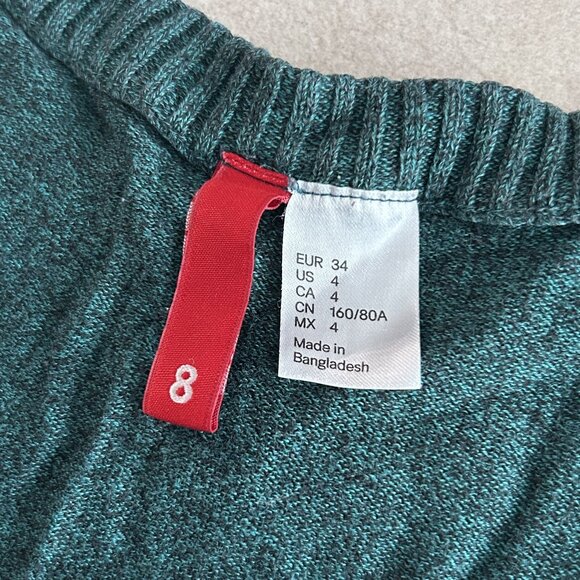 8
EUR 34
US 4
CA 4
CN 160/80A
MX 4
Made in
Bangladesh